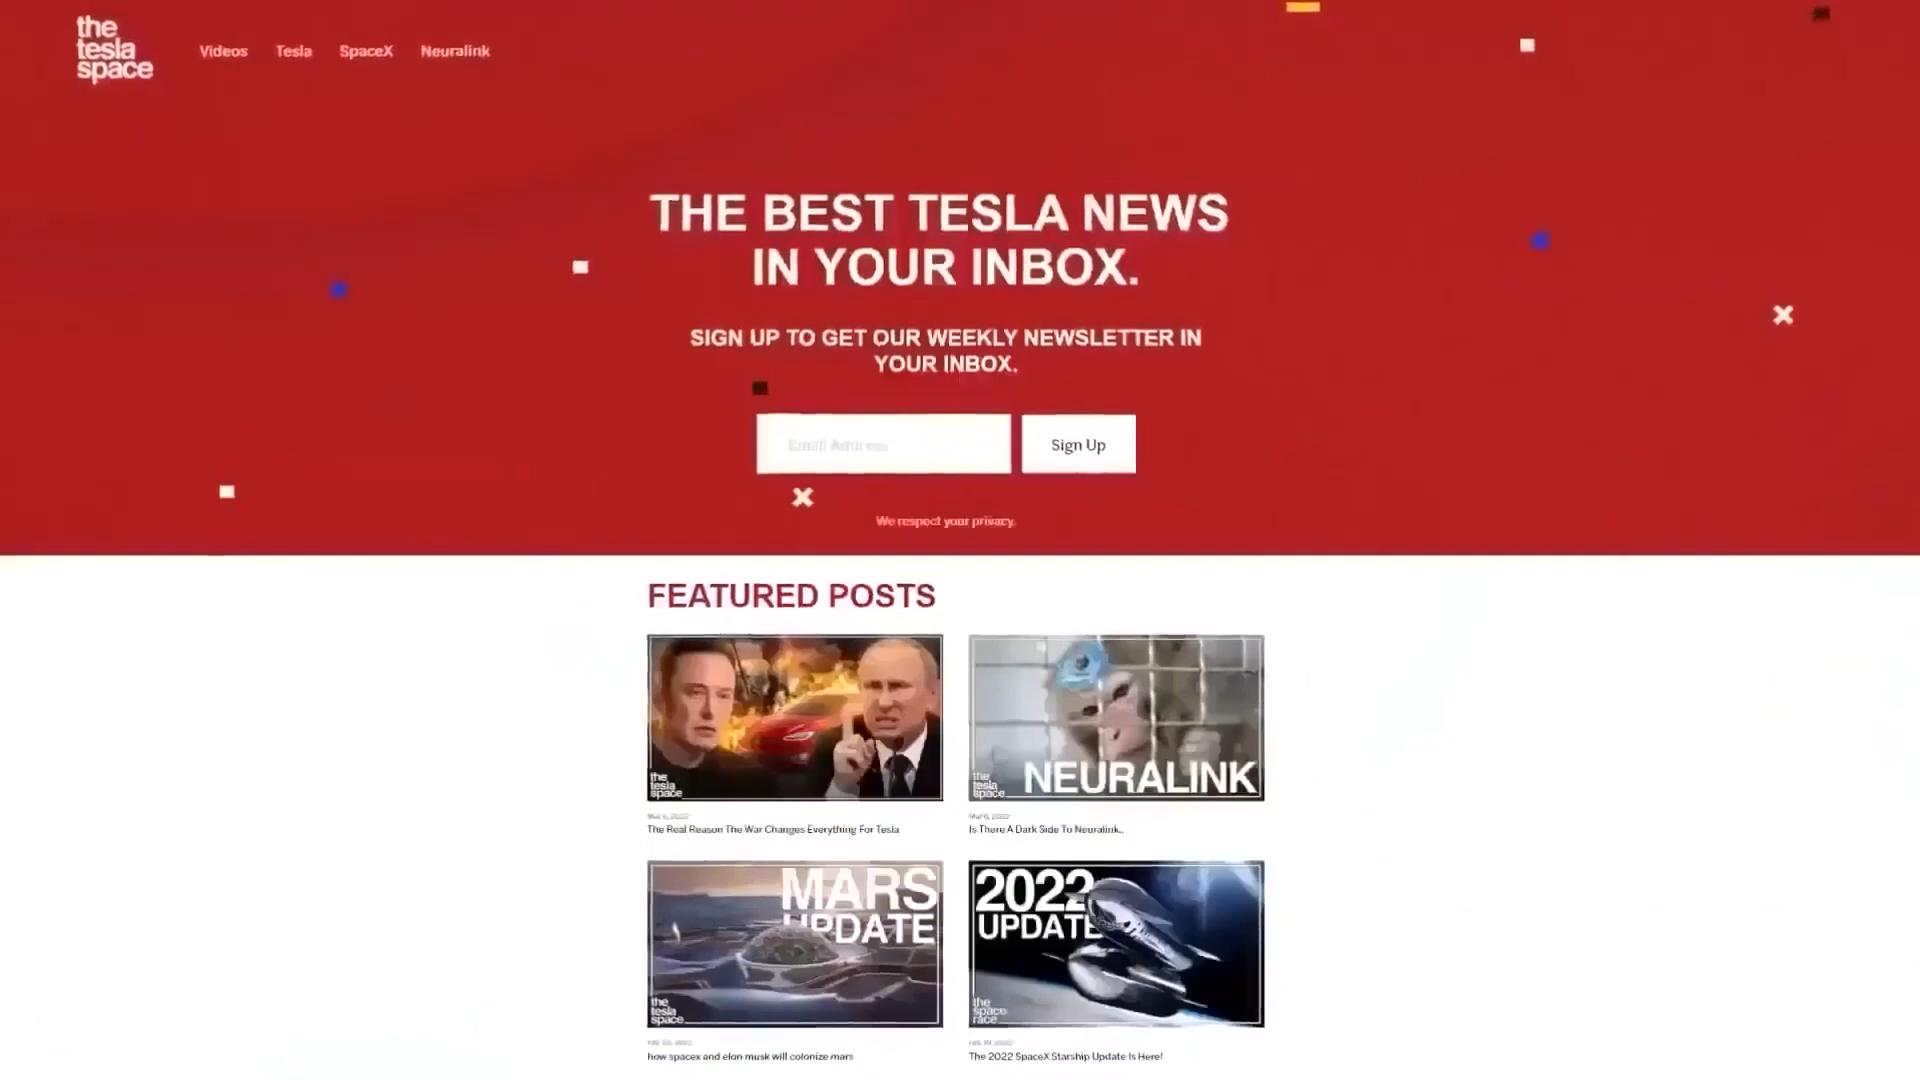 the
tesla
space
Videos
Tesla
SpaceX
Neuralink
THE BEST TESLA NEWS
IN YOUR INBOX.
SIGN UP TO GET OUR WEEKLY NEWSLETTER IN
YOUR INBOX.
Email Address
Sign Up
We respect your privacy.
FEATURED POSTS
the
tesla
space
the
tesla
space
NEURALINK
The Real Reason The War Changes Everything For Tesla
Is There A Dark Side To Neuralink..
MARS
UPDATE
the
tesla
space
2022
UPDATE
the
space
race
how spacex and elon musk will colonize mars
The 2022 SpaceX Starship Update Is Here!